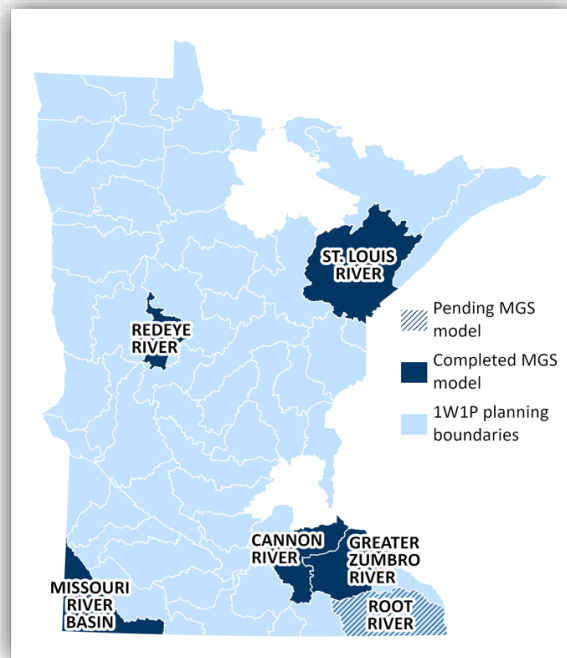 ST. LOUIS
RIVER
REDEYE
RIVER
Pending MGS
model
Completed MGS
model
1W1P planning
boundaries
CANNON
RIVER
GREATER
ZUMBRO
RIVER
MISSOURI
RIVER
BASIN
ROOT
RIVER